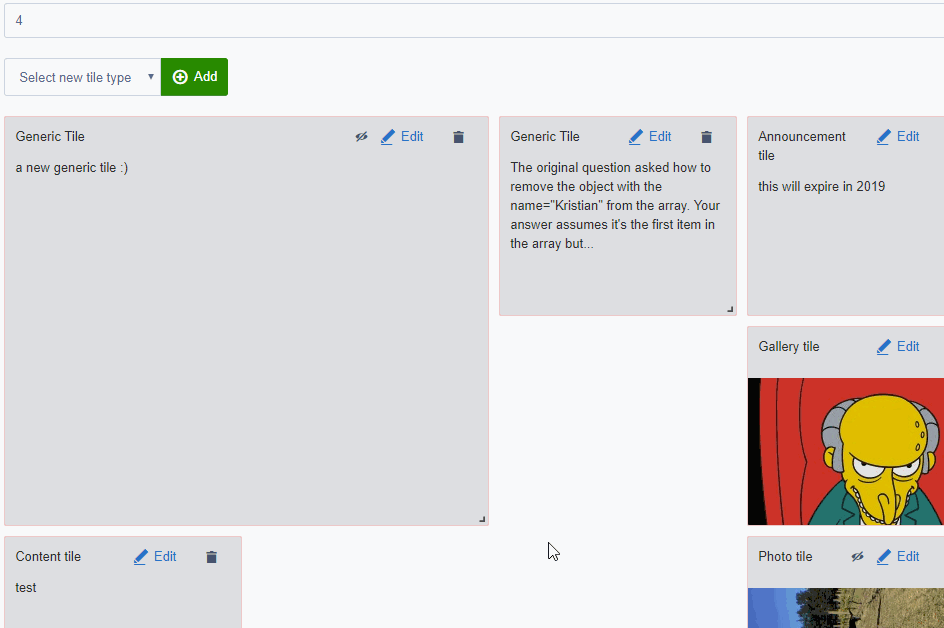 4
Select new tile type
Add
Generic Tile
Edit
a new generic tile :)
Generic Tile
Edit
The original question asked how to
remove the object with the
name="Kristian" from the array. Your
answer assumes it's the first item in
the array but...
Announcement
tile
Edit
this will expire in 2019
Gallery tile
Edit
Content tile
Edit
test
Photo tile
Edit